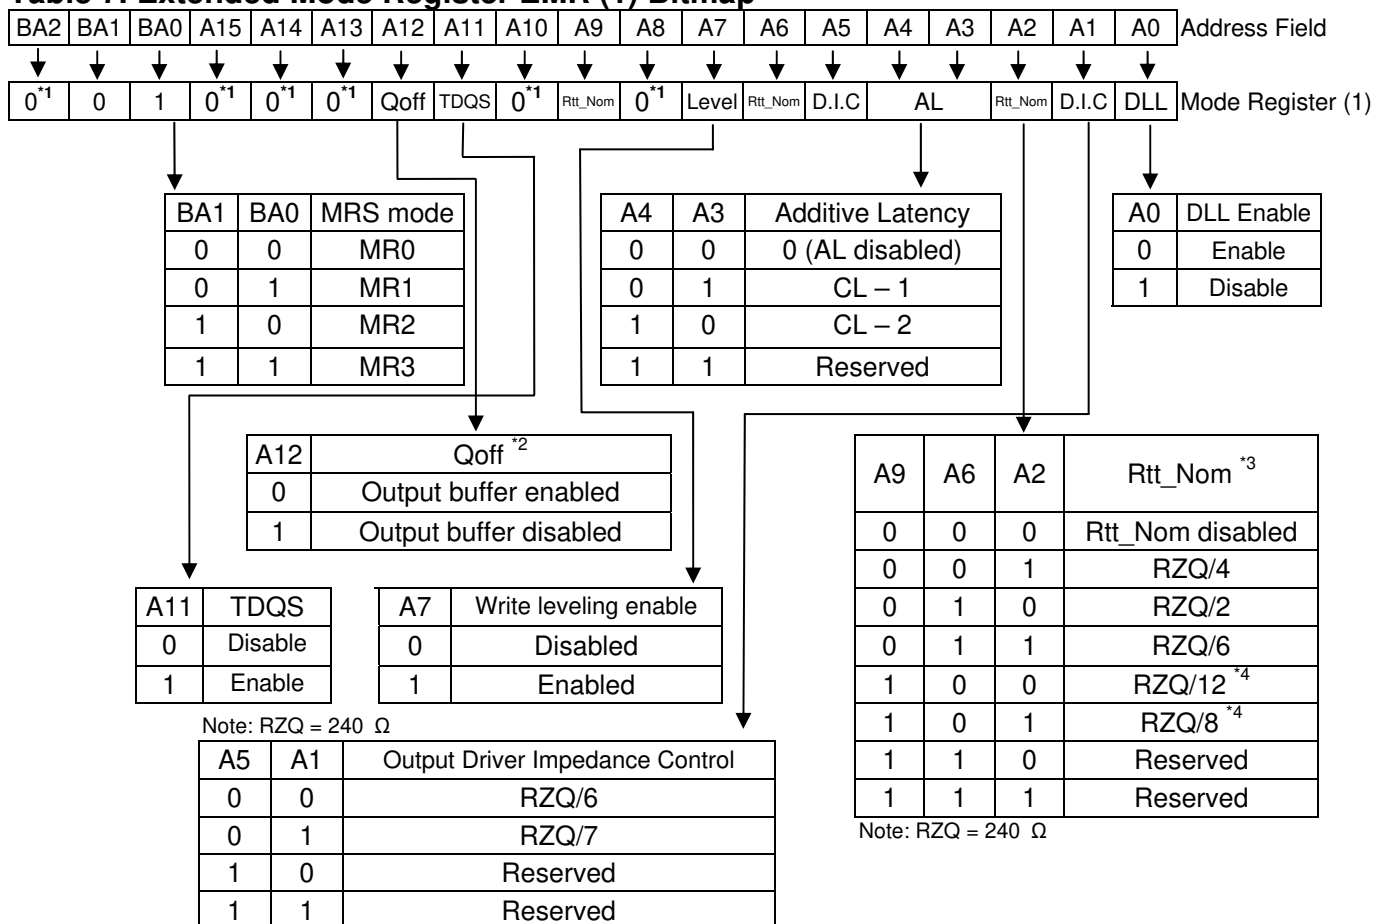 Table 7. Extended Mode Register EMR (1) Bitmap
BA2 BA1 BA0 A15 A14 A13 A12 A11 A10 A9 A8 A7 A6 A5 A4 A3 A2 A1 A0 Address Field
0*1 0 1 0*1 0*1 0*1 Qoff TDQS 0*1 Rtt_Nom 0*1 Level Rtt_Nom D.I.C AL Rtt_Nom D.I.C DLL Mode Register (1)
BA1 BA0 MRS mode
0 0 MR0
0 1 MR1
1 0 MR2
1 1 MR3
A4 A3 Additive Latency
0 0 0 (AL disabled)
0 1 CL – 1
1 0 CL – 2
1 1 Reserved
A0 DLL Enable
0 Enable
1 Disable
A12 Qoff *2
0 Output buffer enabled
1 Output buffer disabled
A9 A6 A2 Rtt_Nom *3
0 0 0 Rtt_Nom disabled
0 0 1 RZQ/4
0 1 0 RZQ/2
0 1 1 RZQ/6
1 0 0 RZQ/12 *4
1 0 1 RZQ/8 *4
1 1 0 Reserved
1 1 1 Reserved
Note: RZQ = 240 Ω
A11 TDQS
0 Disable
1 Enable
A7 Write leveling enable
0 Disabled
1 Enabled
Note: RZQ = 240 Ω
A5 A1 Output Driver Impedance Control
0 0 RZQ/6
0 1 RZQ/7
1 0 Reserved
1 1 Reserved